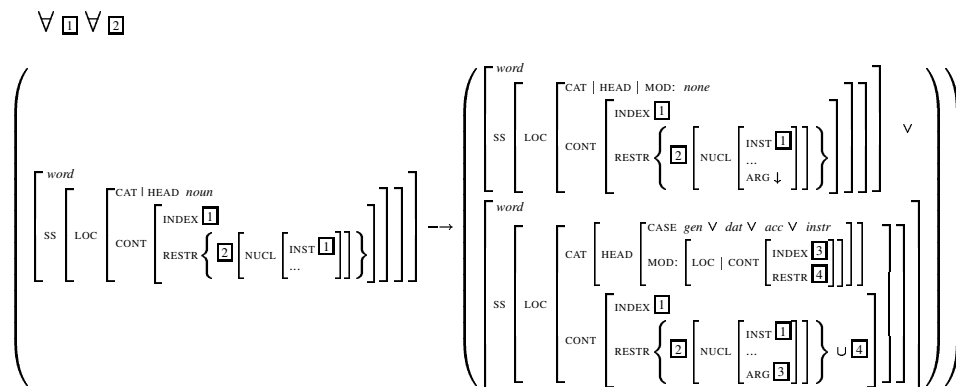 ∀ 1 ∀ 2
word
SS LOC CAT | HEAD noun
CONT INDEX 1
RESTR { 2 NUCL INST 1
... }
→
word
SS LOC CAT | HEAD | MOD: none
CONT INDEX 1
RESTR { 2 NUCL INST 1
...
ARG ↓ }
∨
word
SS LOC CAT HEAD CASE gen ∨ dat ∨ acc ∨ instr
MOD: LOC | CONT INDEX 3
RESTR 4
CONT INDEX 1
RESTR { 2 NUCL INST 1
...
ARG 3 } ∪ 4